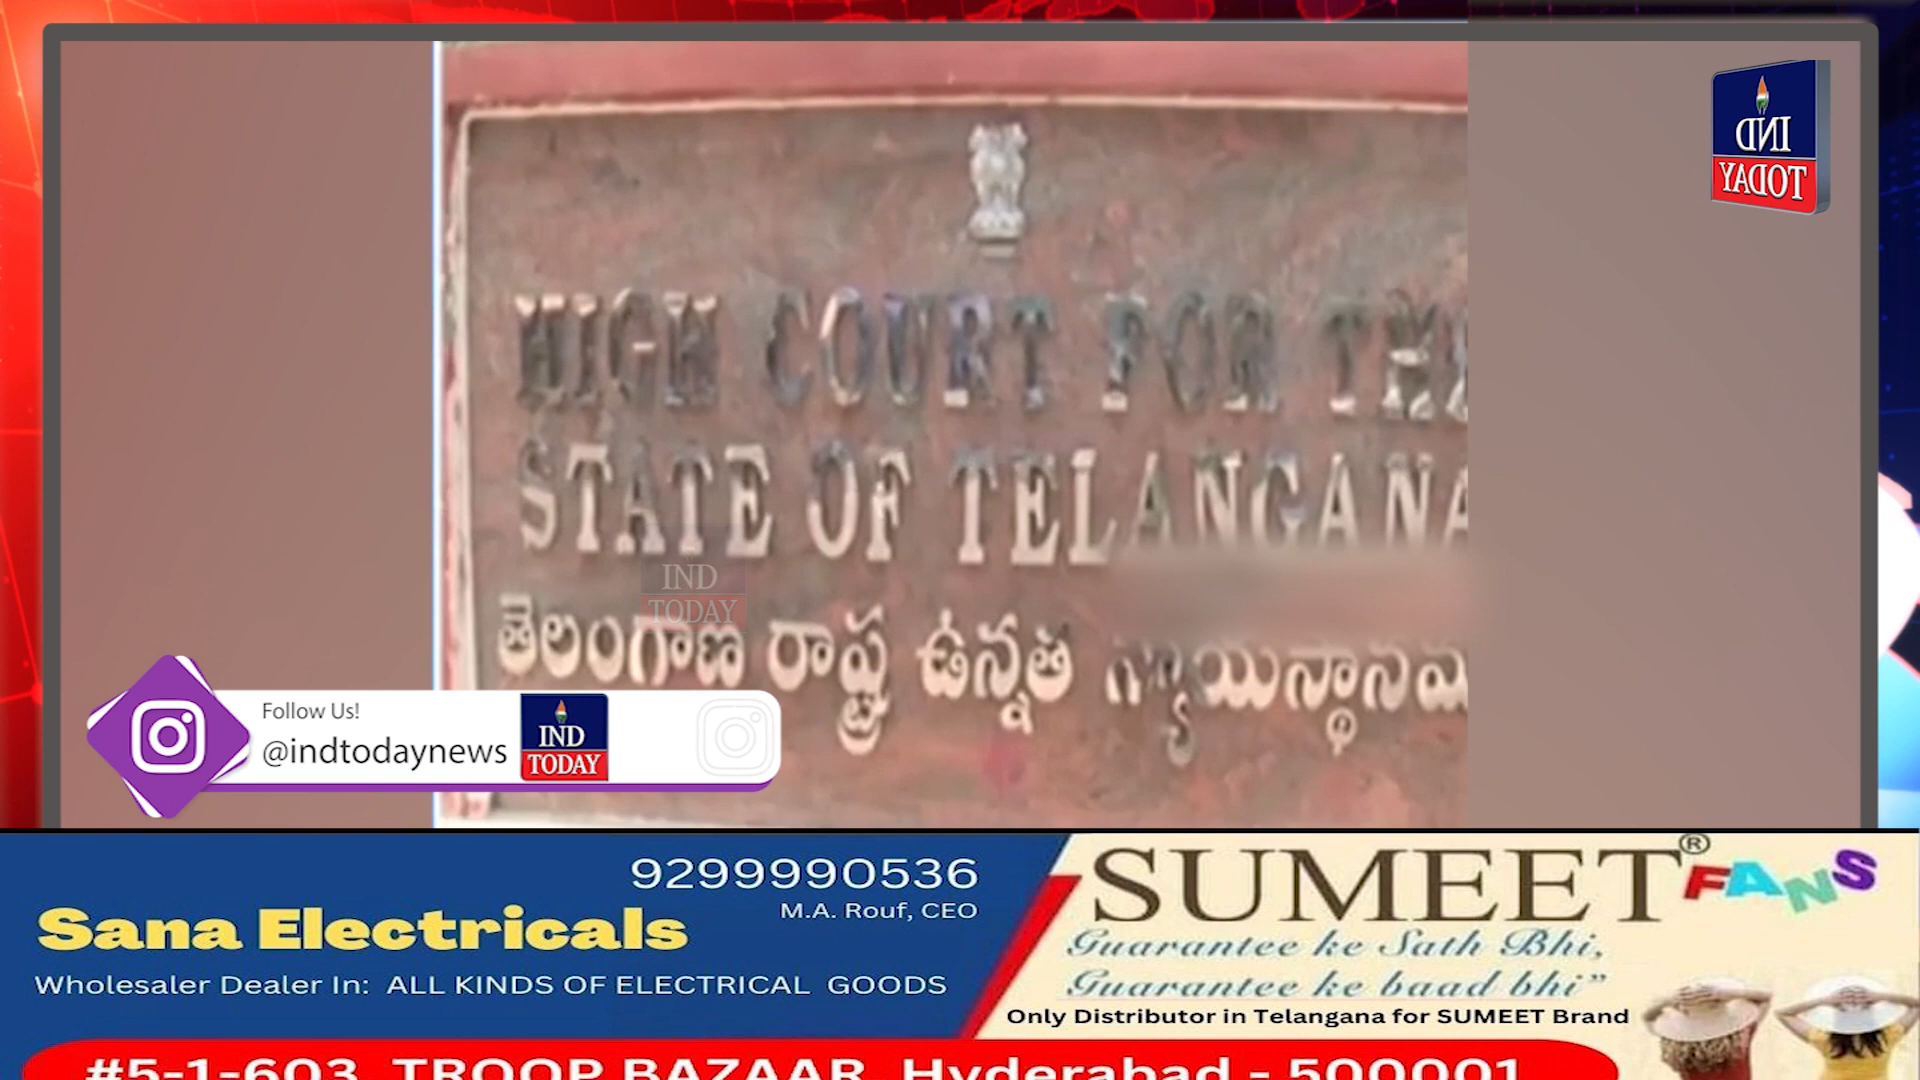 IND
TODAY
HIGH COURT FOR THE
STATE OF TELANGANA
IND
TODAY
తెలంగాణ రాష్ట్ర ఉన్నత న్యాయస్థానము
Follow Us!
@indtodaynews
IND
TODAY
9299990536
M.A. Rouf, CEO
Sana Electricals
Wholesaler Dealer In: ALL KINDS OF ELECTRICAL GOODS
SUMEET® FANS
Guarantee ke Sath Bhi,
Guarantee ke baad bhi”
Only Distributor in Telangana for SUMEET Brand
#5-1-603, TROOP BAZAAR, Hyderabad - 500001